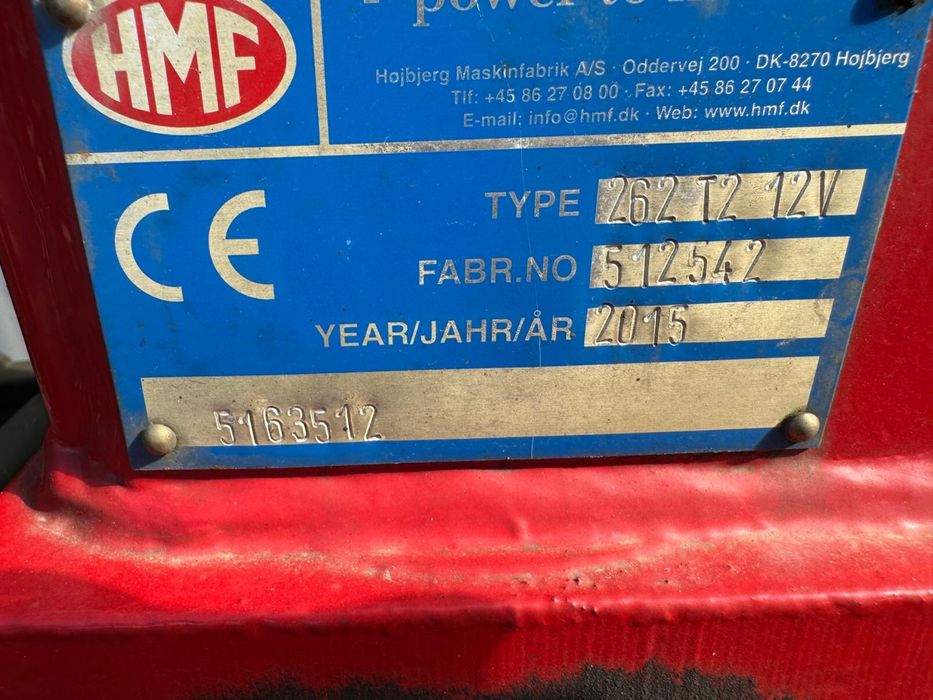 HMF
power to
Højbjerg Maskinfabrik A/S · Oddervej 200 · DK-8270 Højbjerg
Tlf: +45 86 27 08 00 · Fax: +45 86 27 07 44
E-mail: info@hmf.dk · Web: www.hmf.dk
CE
TYPE 262 T2 12V
FABR.NO 512542
YEAR/JAHR/ÅR 2015
5163512